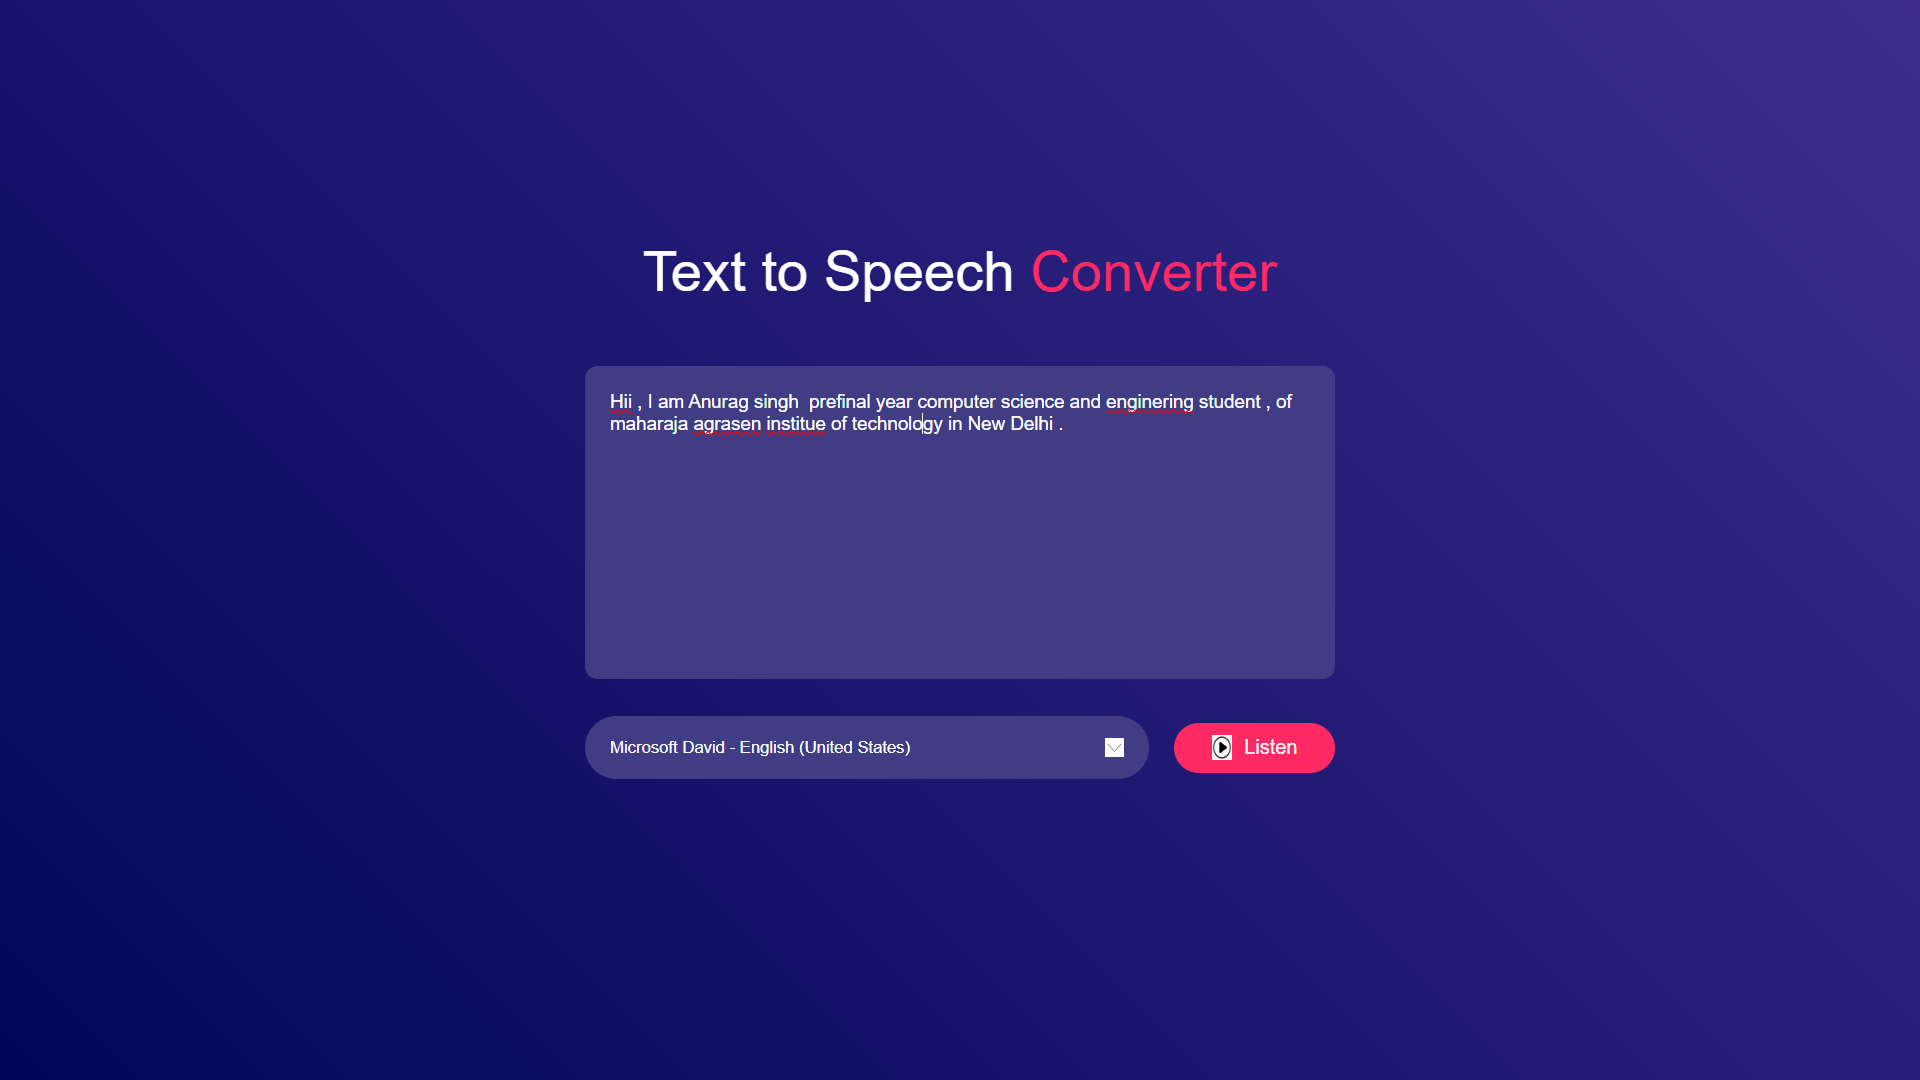 Text to Speech Converter
Hii , I am Anurag singh  prefinal year computer science and enginering student , of
maharaja agrasen institue of technology in New Delhi .
Microsoft David - English (United States)
Listen